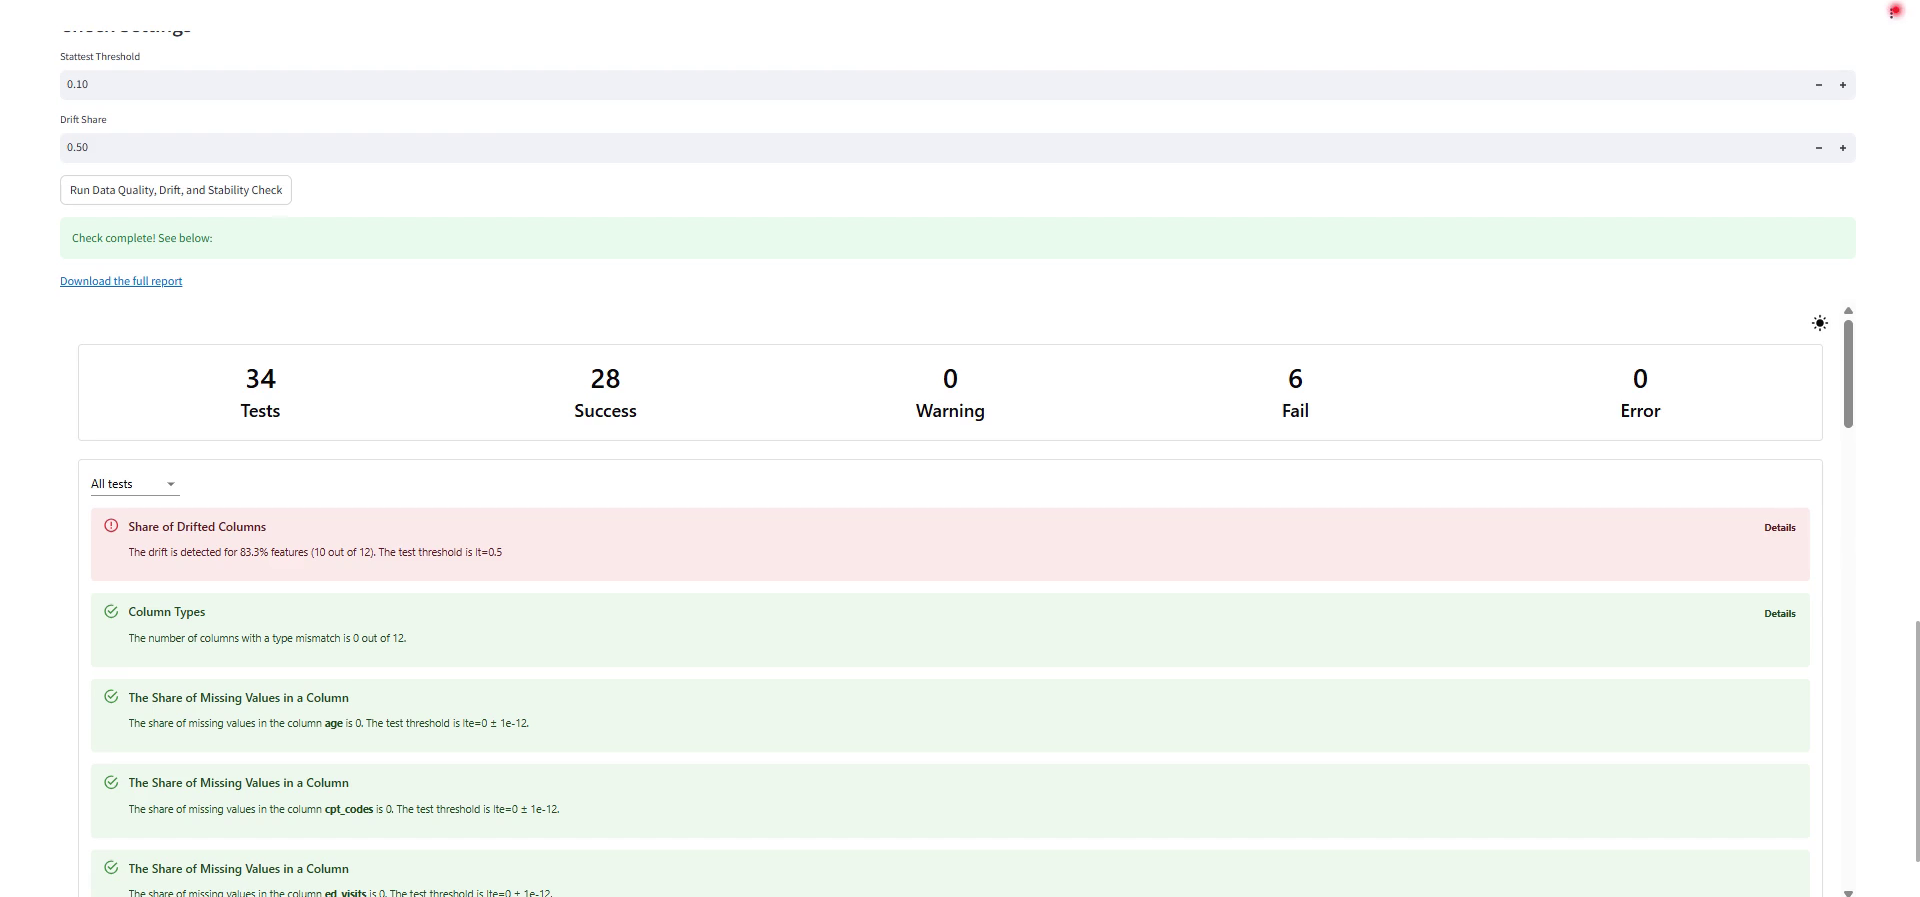 Stattest Threshold
0.10
Drift Share
0.50
Run Data Quality, Drift, and Stability Check
Check complete! See below:
Download the full report
34 28 0 6 0
Tests Success Warning Fail Error
All tests
Share of Drifted Columns Details
The drift is detected for 83.3% features (10 out of 12). The test threshold is lt=0.5
Column Types Details
The number of columns with a type mismatch is 0 out of 12.
The Share of Missing Values in a Column
The share of missing values in the column age is 0. The test threshold is lte=0 ± 1e-12.
The Share of Missing Values in a Column
The share of missing values in the column cpt_codes is 0. The test threshold is lte=0 ± 1e-12.
The Share of Missing Values in a Column
The share of missing values in the column ed_visits is 0. The test threshold is lte=0 ± 1e-12.